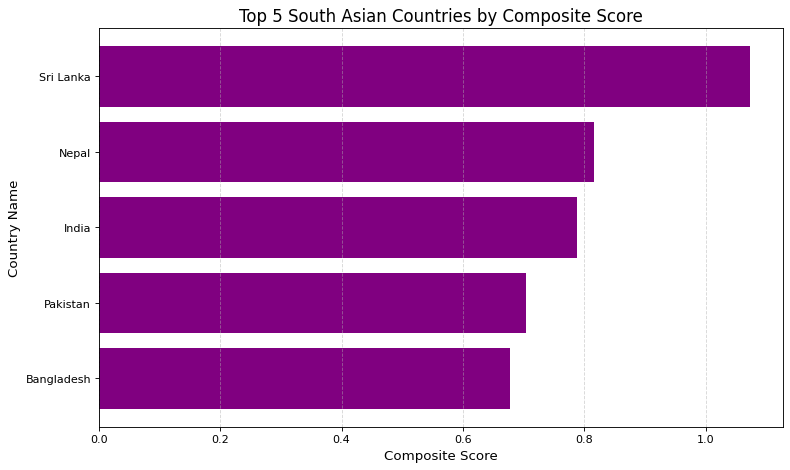 Top 5 South Asian Countries by Composite Score
Country Name
Sri Lanka
Nepal
India
Pakistan
Bangladesh
0.0 0.2 0.4 0.6 0.8 1.0
Composite Score